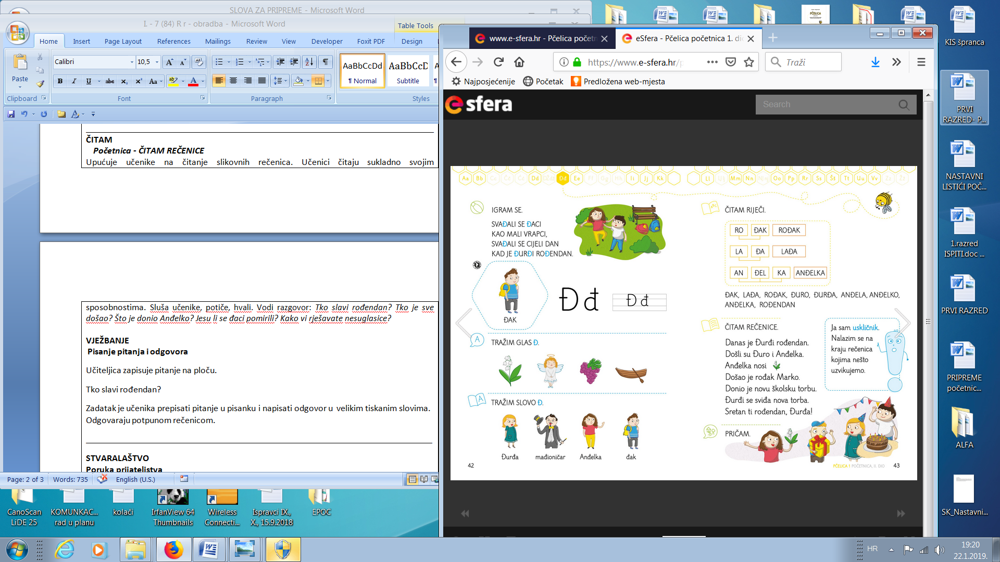 SLOVA ZA PRIPREME - Microsoft Word
I. - 7 (84) R r - obradba - Microsoft Word
Table Tools
Home Insert Page Layout References Mailings Review View Developer Foxit PDF Design
Paste
Calibri 10,5
AaBbCcDd AaBbCcD
¶ Normal Subtitle
Clipboard Font Paragraph Styles
ČITAM
Početnica - ČITAM REČENICE
Upućuje učenike na čitanje slikovnih rečenica. Učenici čitaju sukladno svojim
sposobnostima. Sluša učenike, potiče, hvali. Vodi razgovor: Tko slavi rođendan? Tko je sve
došao? Što je donio Anđelko? Jesu li se đaci pomirili? Kako vi rješavate nesuglasice?
VJEŽBANJE
Pisanje pitanja i odgovora
Učiteljica zapisuje pitanje na ploču.
Tko slavi rođendan?
Zadatak je učenika prepisati pitanje u pisanku i napisati odgovor u velikim tiskanim slovima.
Odgovaraju potpunom rečenicom.
STVARALAŠTVO
Poruka prijateljstva
Page: 2 of 3 Words: 735 English (U.S.)
www.e-sfera.hr - Pčelica počet
eSfera - Pčelica početnica 1. di
https://www.e-sfera.hr/
Traži
Najposjećenije Početak Predložena web-mjesta
e sfera
Search
Aa Bb Cc Čč Ćć Dd Dždž Đđ Ee Ff Gg Hh Ii Jj Kk
Ll Ljlj Mm Nn Njnj Oo Pp Rr Ss Šš Tt Uu Vv Zz Žž
IGRAM SE.
SVAĐALI SE ĐACI
KAO MALI VRAPCI,
SVAĐALI SE CIJELI DAN
KAD JE ĐURĐI ROĐENDAN.
ĐAK
Đ đ
Đ đ
TRAŽIM GLAS Đ.
TRAŽIM SLOVO Đ.
Đurđa mađioničar Anđelka đak
42
ČITAM RIJEČI.
RO ĐAK ROĐAK
LA ĐA LAĐA
AN ĐEL KA ANĐELKA
ĐAK, LAĐA, ROĐAK, ĐURO, ĐURĐA, ANĐELA, ANĐELKO,
ANĐELKA, ROĐENDAN
ČITAM REČENICE.
Danas je Đurđi rođendan.
Došli su Đuro i Anđelka.
Anđelka nosi
Došao je rođak Marko.
Donio je novu školsku torbu.
Đurđi se sviđa nova torba.
Sretan ti rođendan, Đurđa!
Ja sam uskličnik.
Nalazim se na
kraju rečenica
kojima nešto
uzvikujemo.
PRIČAM.
PČELICA 1 POČETNICA, II. DIO 43
KIS špranca
PRVI
RAZRED- P...
NASTAVNI
LISTIĆI POČ...
1.razred
ISPITI.doc ...
PRVI RAZRED
PRIPREME
početnic...
ALFA
SK_Nastavni...
CanoScan
LiDE 25
KOMUNKAC...
rad u planu
kolači
IrfanView 64
Thumbnails
Wireless
Connecti...
Ispravci IX.,
X., 15.9.2018
EPOC
HR
19:20
22.1.2019.